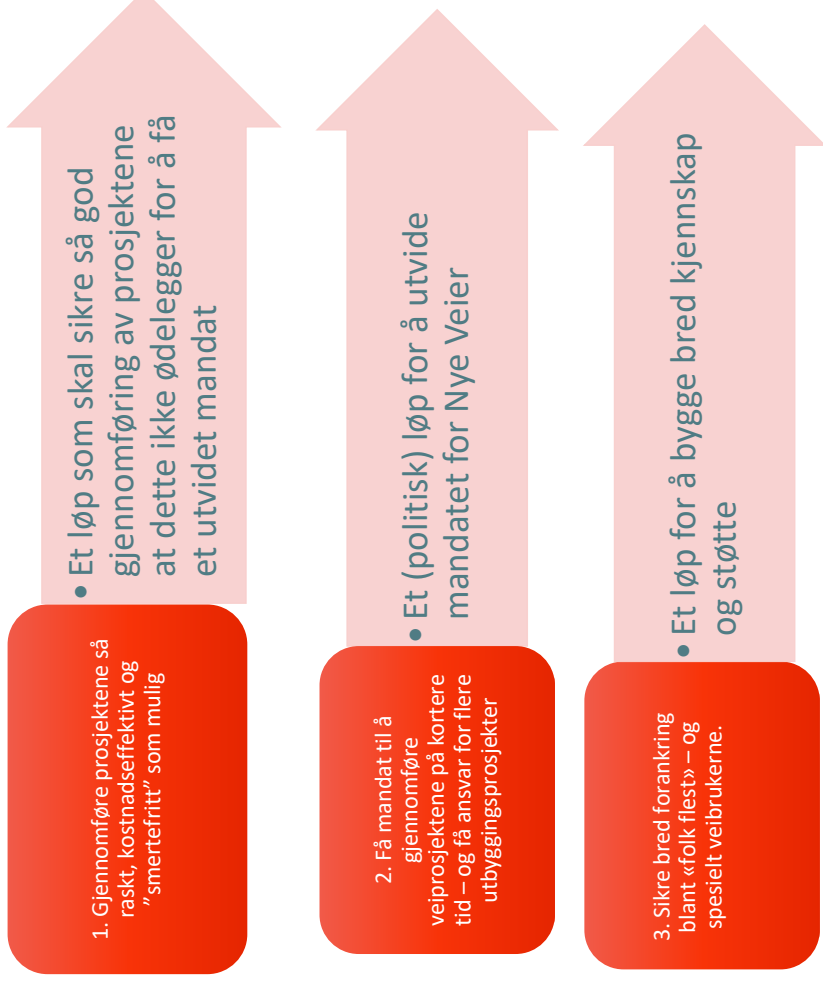 1. Gjennomføre prosjektene så
raskt, kostnadseffektivt og
”smertefritt” som mulig
• Et løp som skal sikre så god
gjennomføring av prosjektene
at dette ikke ødelegger for å få
et utvidet mandat
2. Få mandat til å
gjennomføre
veiprosjektene på kortere
tid – og få ansvar for flere
utbyggingsprosjekter
• Et (politisk) løp for å utvide
mandatet for Nye Veier
3. Sikre bred forankring
blant «folk flest» – og
spesielt veibrukerne.
• Et løp for å bygge bred kjennskap
og støtte